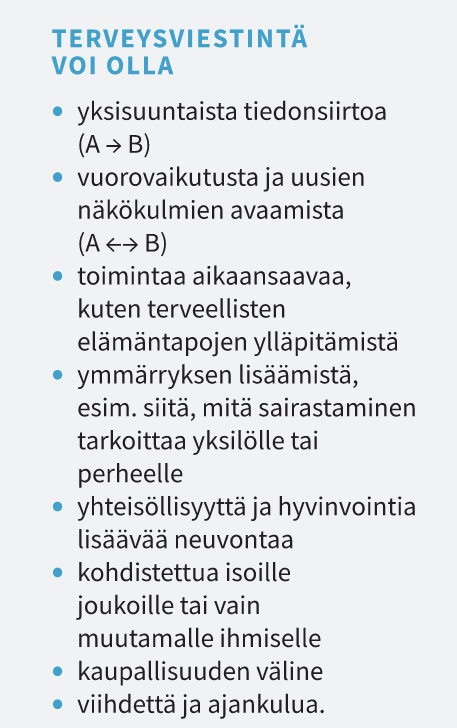 TERVEYSVIESTINTÄ
VOI OLLA
• yksisuuntaista tiedonsiirtoa
(A → B)
• vuorovaikutusta ja uusien
näkökulmien avaamista
(A ←→ B)
• toimintaa aikaansaavaa,
kuten terveellisten
elämäntapojen ylläpitämistä
• ymmärryksen lisäämistä,
esim. siitä, mitä sairastaminen
tarkoittaa yksilölle tai
perheelle
• yhteisöllisyyttä ja hyvinvointia
lisäävää neuvontaa
• kohdistettua isoille
joukoille tai vain
muutamalle ihmiselle
• kaupallisuuden väline
• viihdettä ja ajankulua.